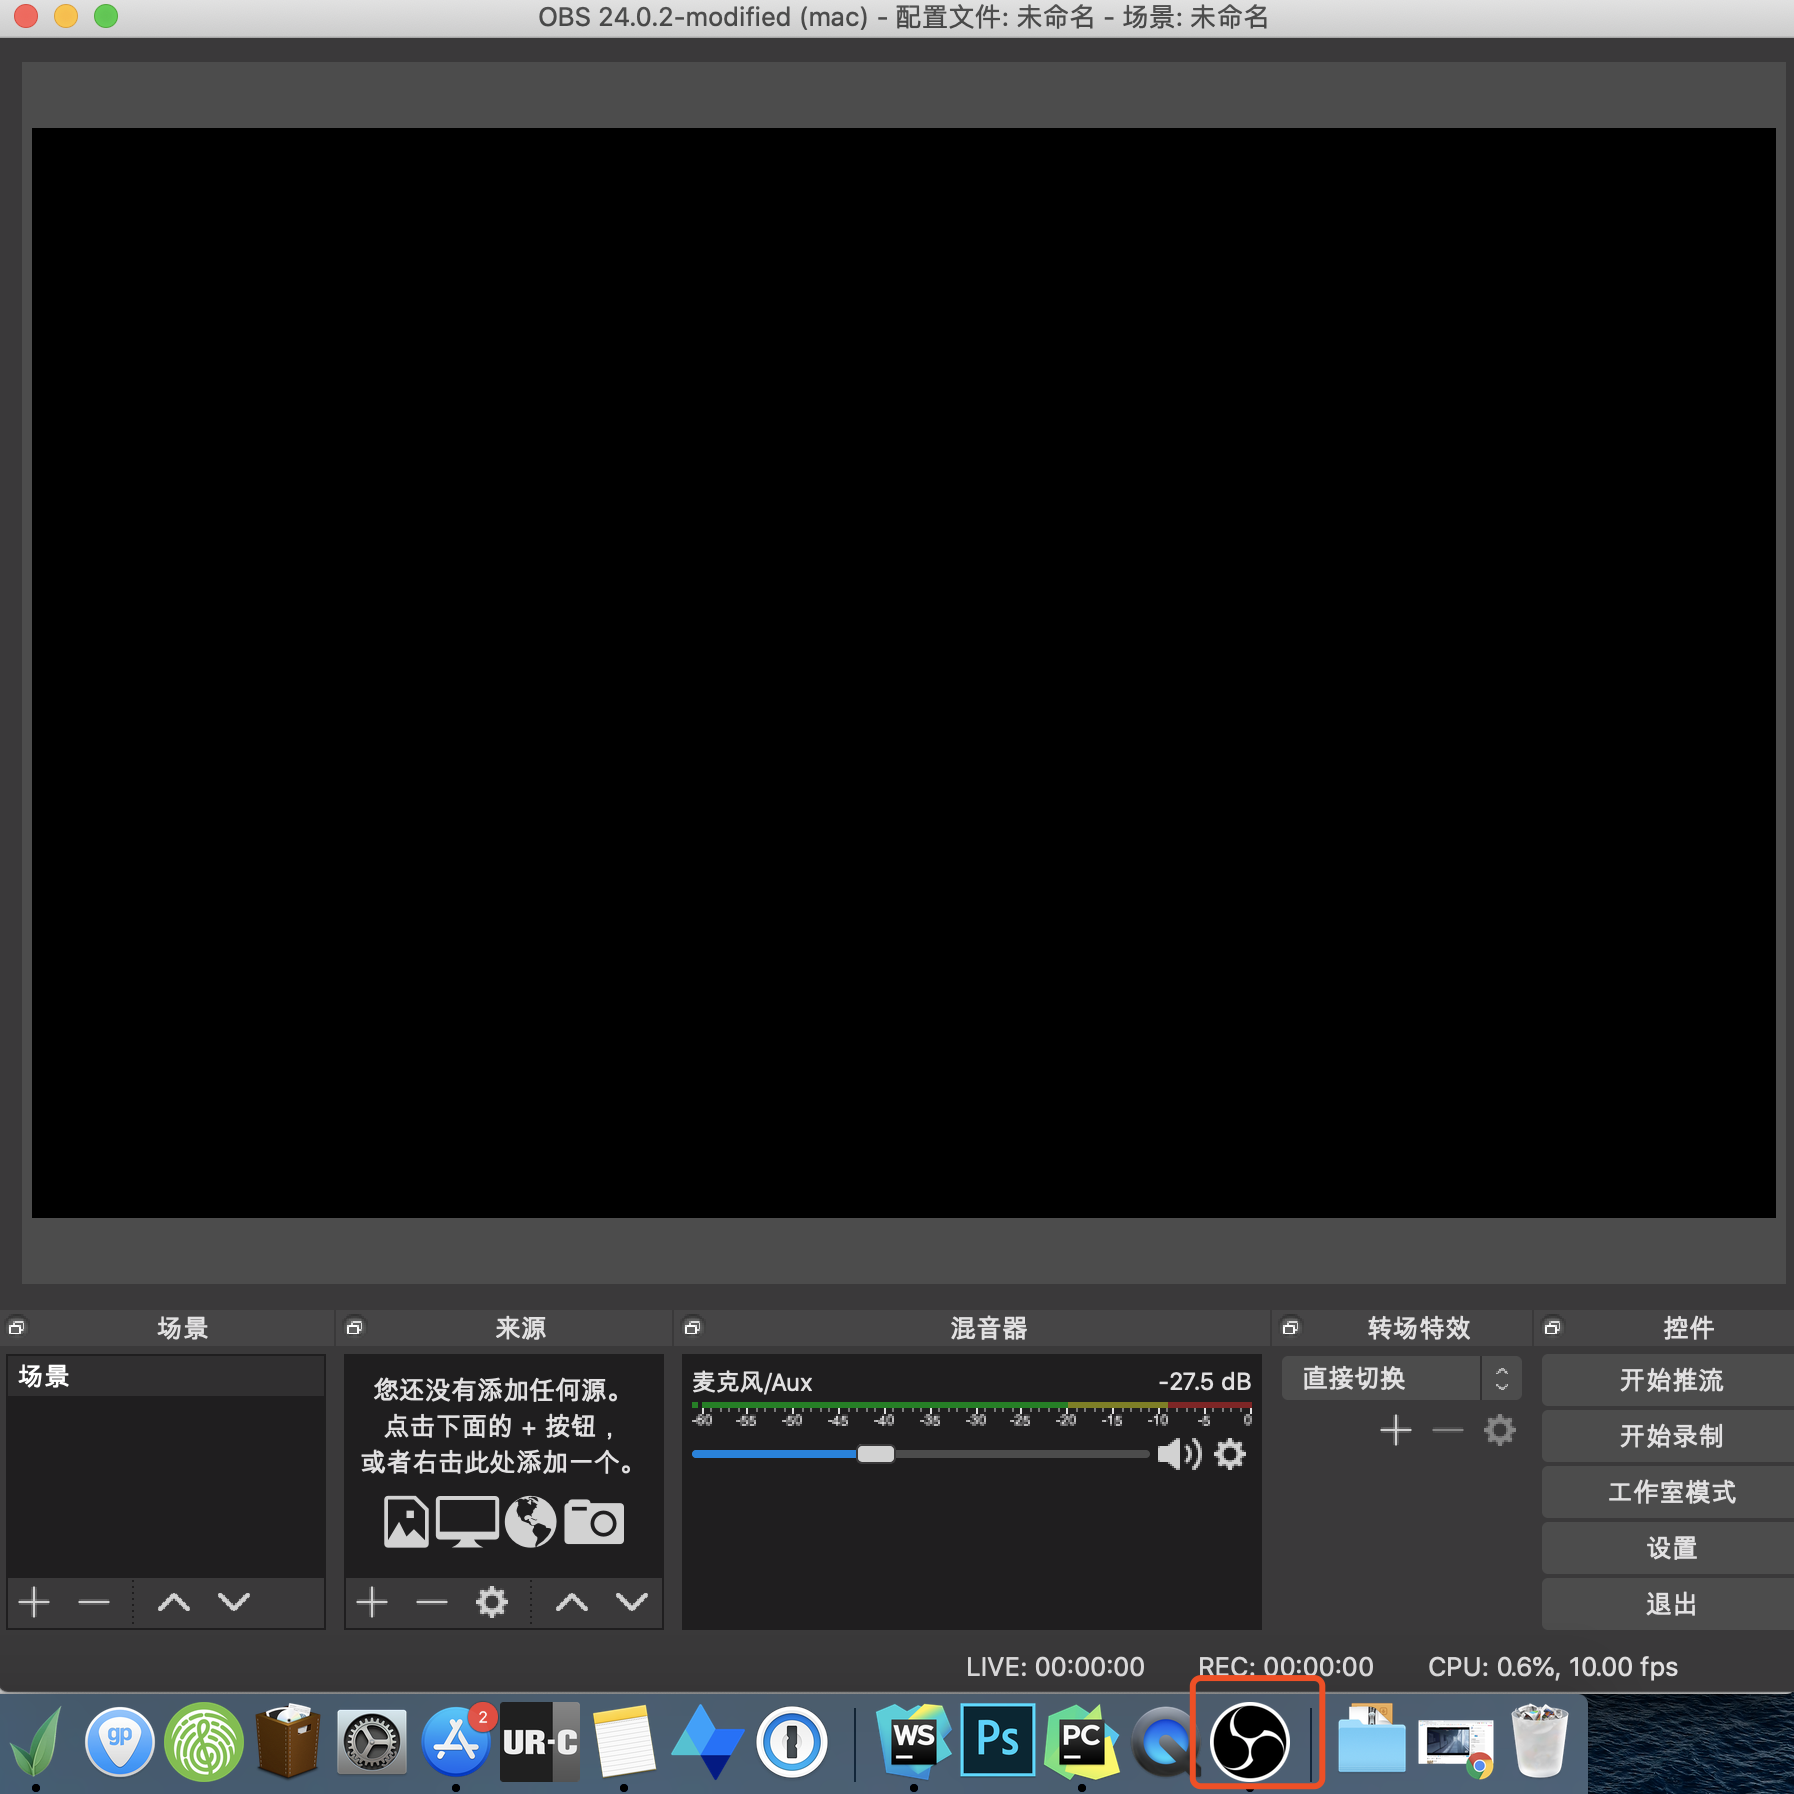 OBS 24.0.2-modified (mac) - 配置文件: 未命名 - 场景: 未命名
场景
来源
混音器
转场特效
控件
场景
您还没有添加任何源。
点击下面的 + 按钮，
或者右击此处添加一个。
麦克风/Aux
-27.5 dB
-60 -55 -50 -45 -40 -35 -30 -25 -20 -15 -10 -5 0
直接切换
开始推流
开始录制
工作室模式
设置
退出
LIVE: 00:00:00
REC: 00:00:00
CPU: 0.6%, 10.00 fps
gp
2
UR-C
WS
Ps
PC